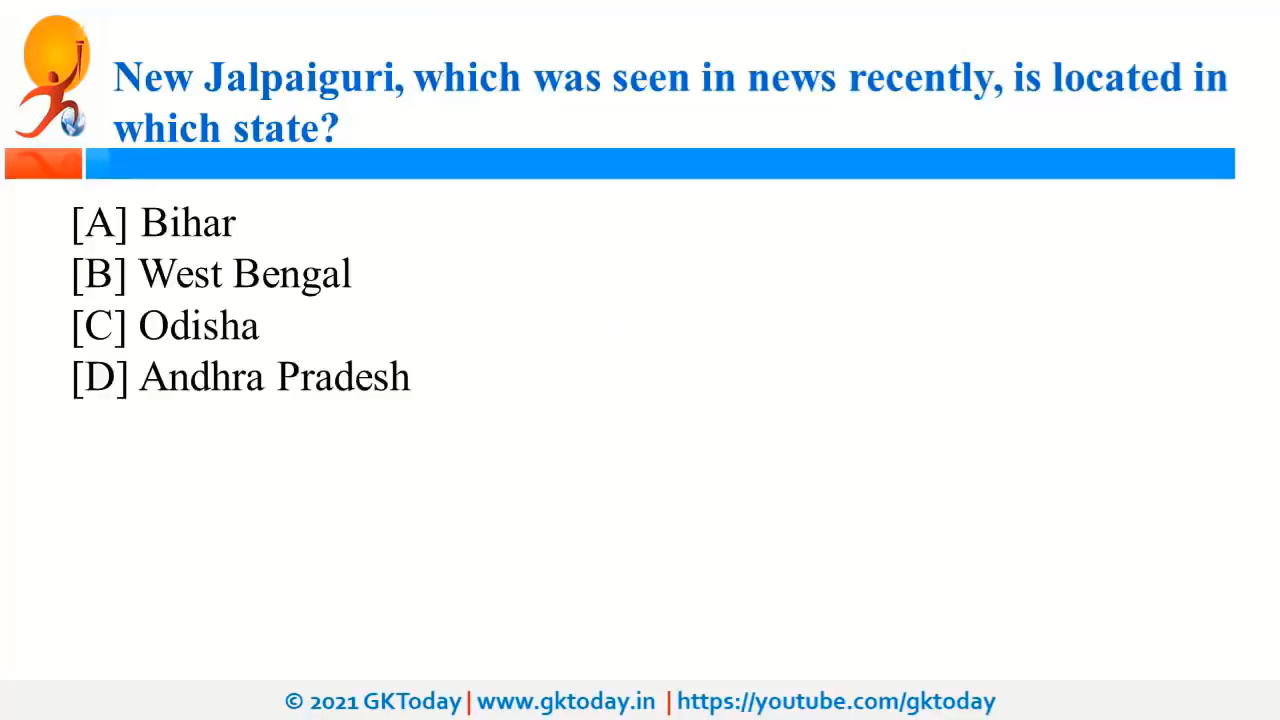 New Jalpaiguri, which was seen in news recently, is located in
which state?
[A] Bihar
[B] West Bengal
[C] Odisha
[D] Andhra Pradesh
© 2021 GKToday | www.gktoday.in | https://youtube.com/gktoday